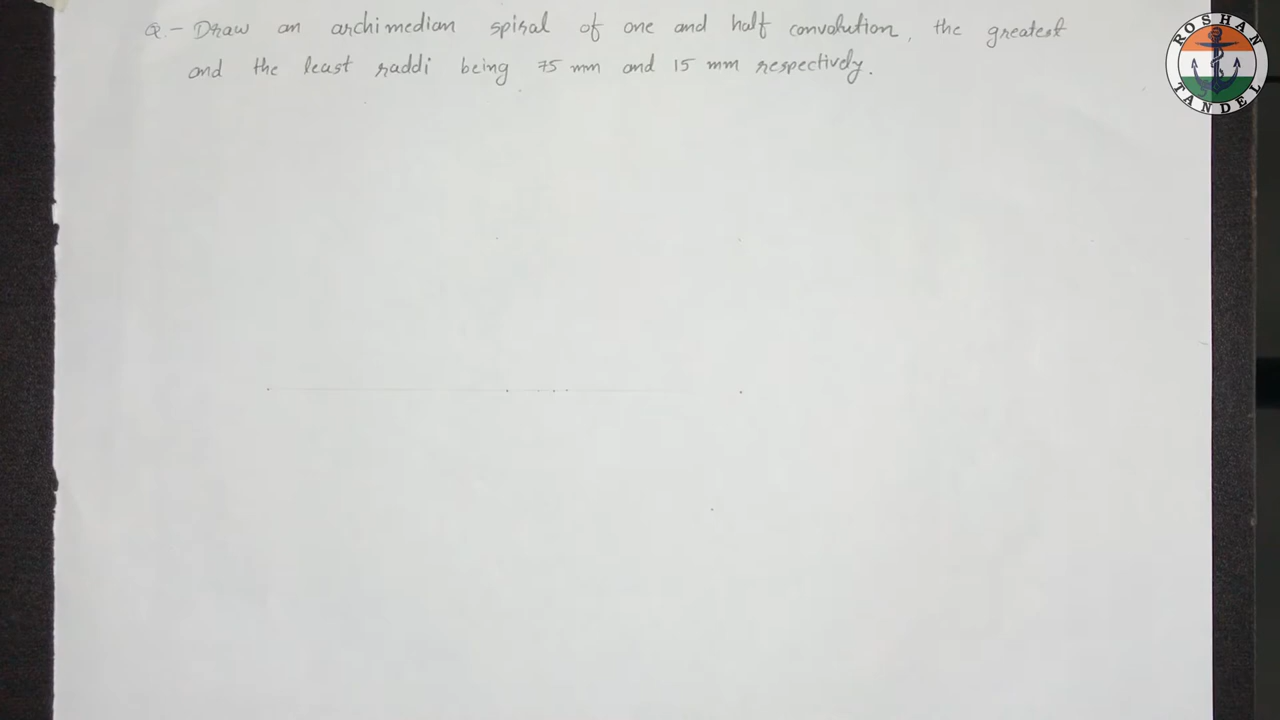 Q.- Draw an archimedian spiral of one and half convolution, the greatest
and the least raddi being 75 mm and 15 mm respectively.
ROSHAN
TANDEL